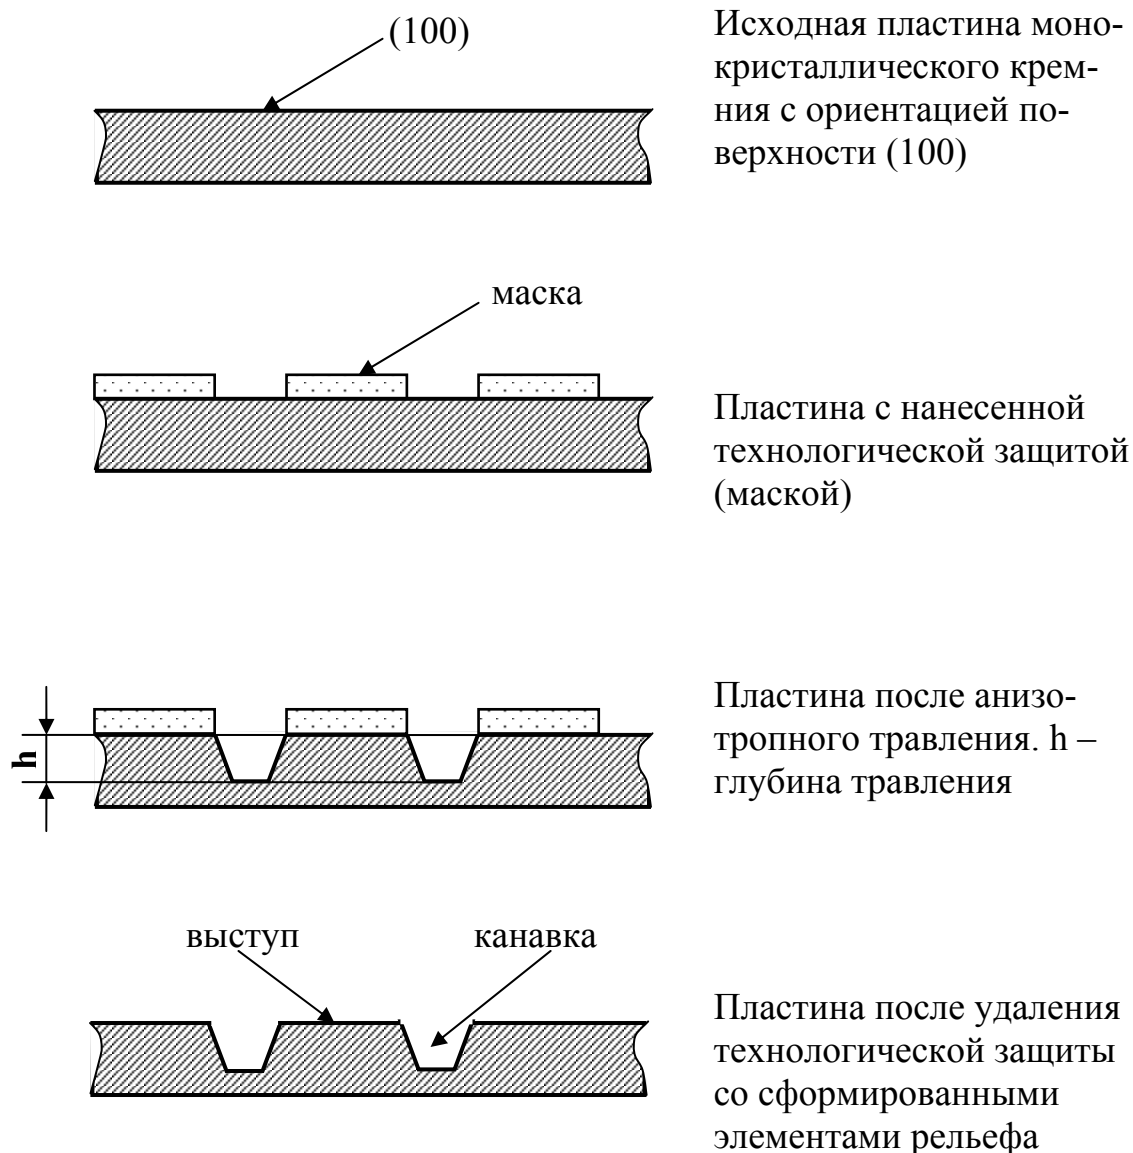 (100)
Исходная пластина моно-
кристаллического крем-
ния с ориентацией по-
верхности (100)
маска
Пластина с нанесенной
технологической защитой
(маской)
h
Пластина после анизо-
тропного травления. h –
глубина травления
выступ
канавка
Пластина после удаления
технологической защиты
со сформированными
элементами рельефа